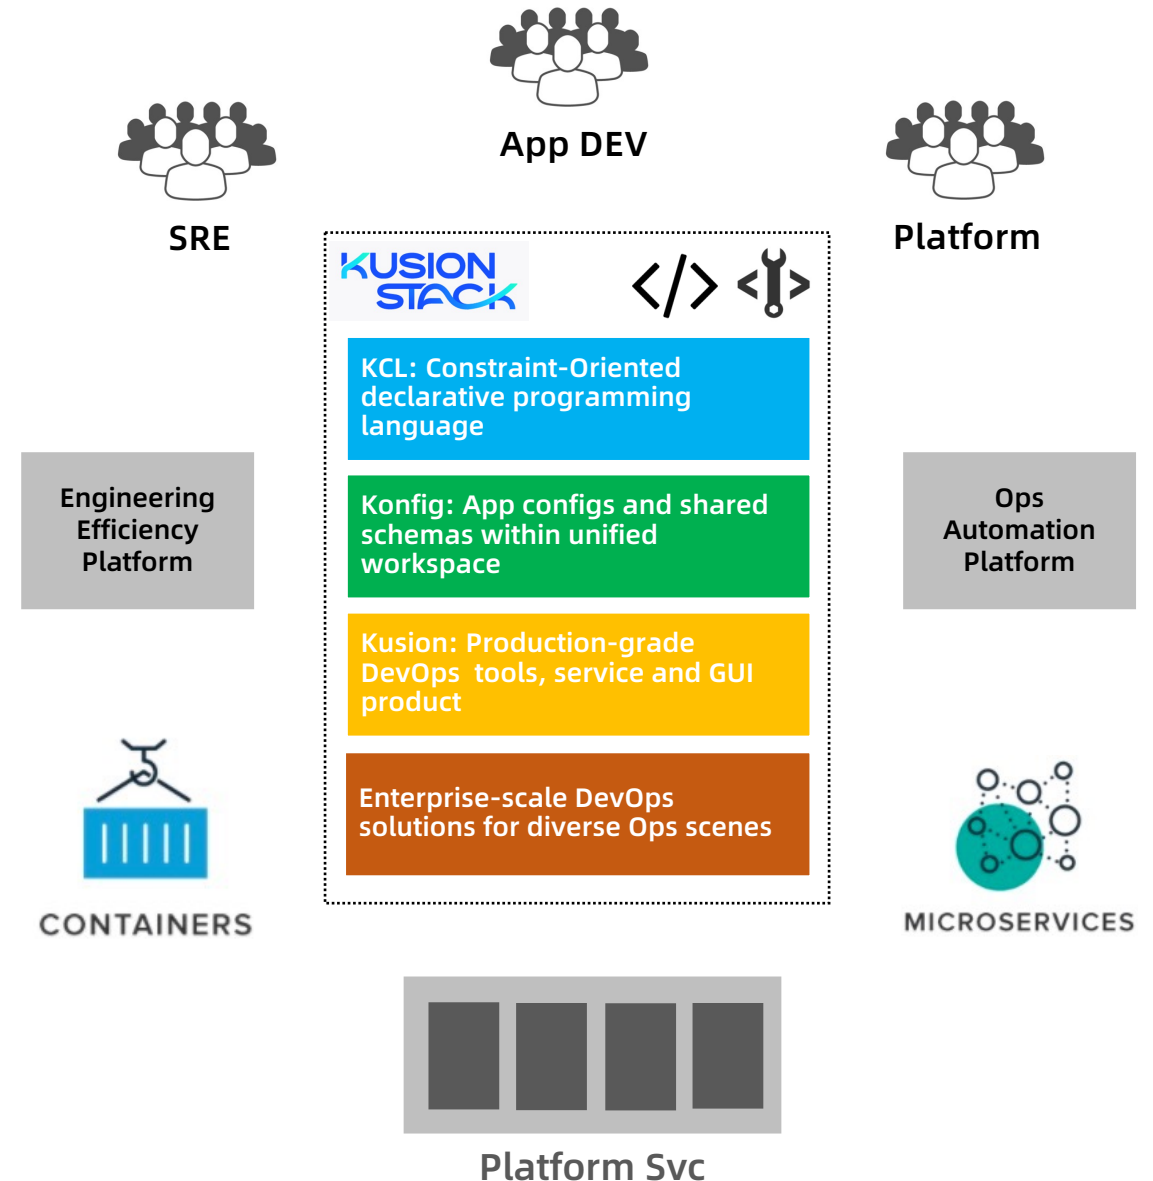 App DEV
SRE
Platform
KUSION
STACK
KCL: Constraint-Oriented
declarative programming
language
Konfig: App configs and shared
schemas within unified
workspace
Kusion: Production-grade
DevOps  tools, service and GUI
product
Enterprise-scale DevOps
solutions for diverse Ops scenes
Engineering
Efficiency
Platform
Ops
Automation
Platform
CONTAINERS
MICROSERVICES
Platform Svc